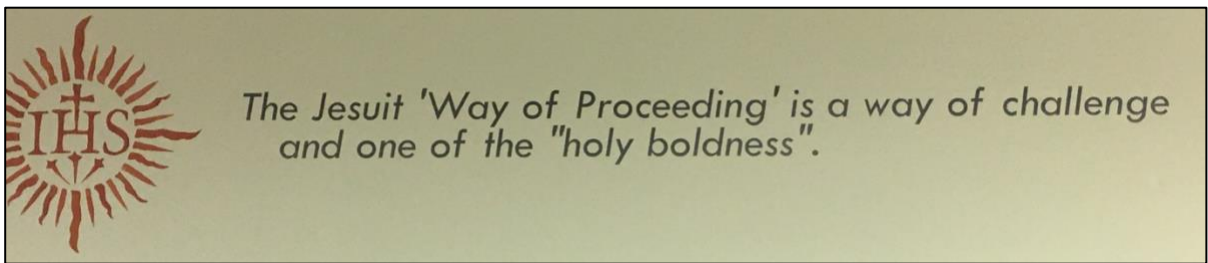 IHS
The Jesuit 'Way of Proceeding' is a way of challenge
and one of the "holy boldness".